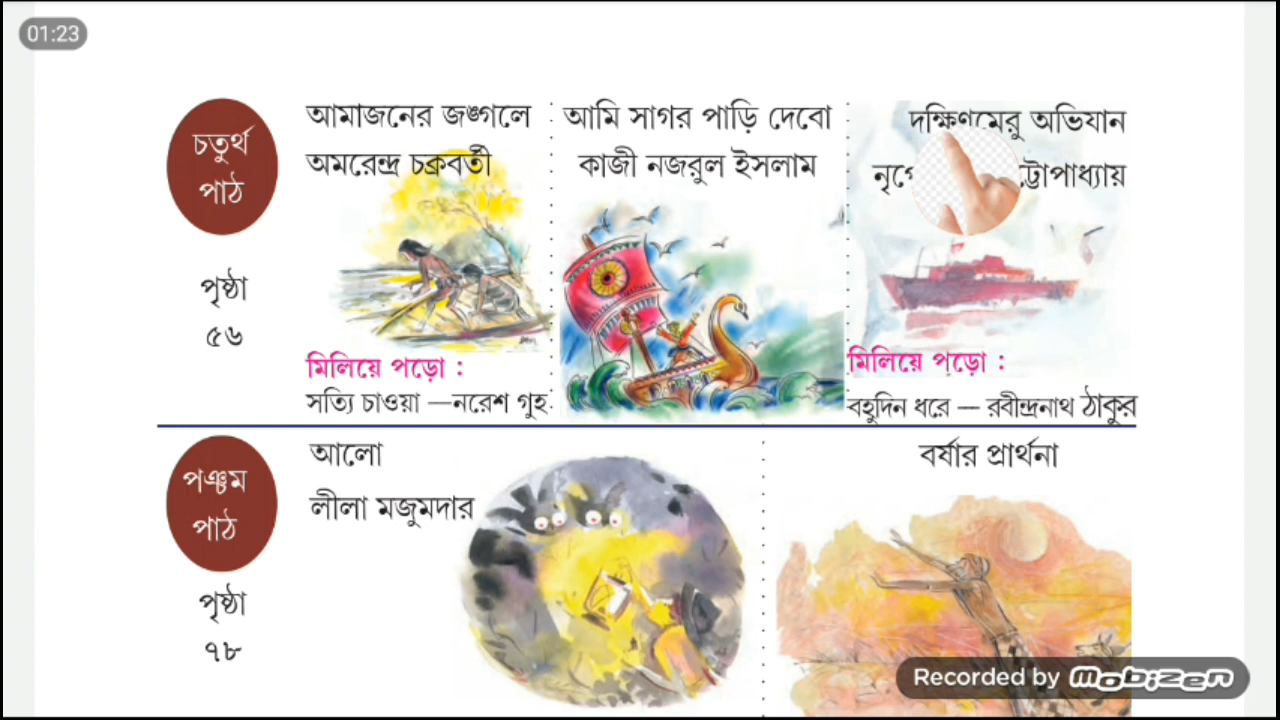 01:23
চতুর্থ
পাঠ
পৃষ্ঠা
৫৬
আমাজনের জঙ্গলে
অমরেন্দ্র চক্রবর্তী
মিলিয়ে পড়ো :
সত্যি চাওয়া —নরেশ গুহ
আমি সাগর পাড়ি দেবো
কাজী নজরুল ইসলাম
দক্ষিণমেরু অভিযান
মিলিয়ে পড়ো :
বহুদিন ধরে — রবীন্দ্রনাথ ঠাকুর
পঞ্চম
পাঠ
পৃষ্ঠা
৭৮
আলো
লীলা মজুমদার
বর্ষার প্রার্থনা
Recorded by mobizen